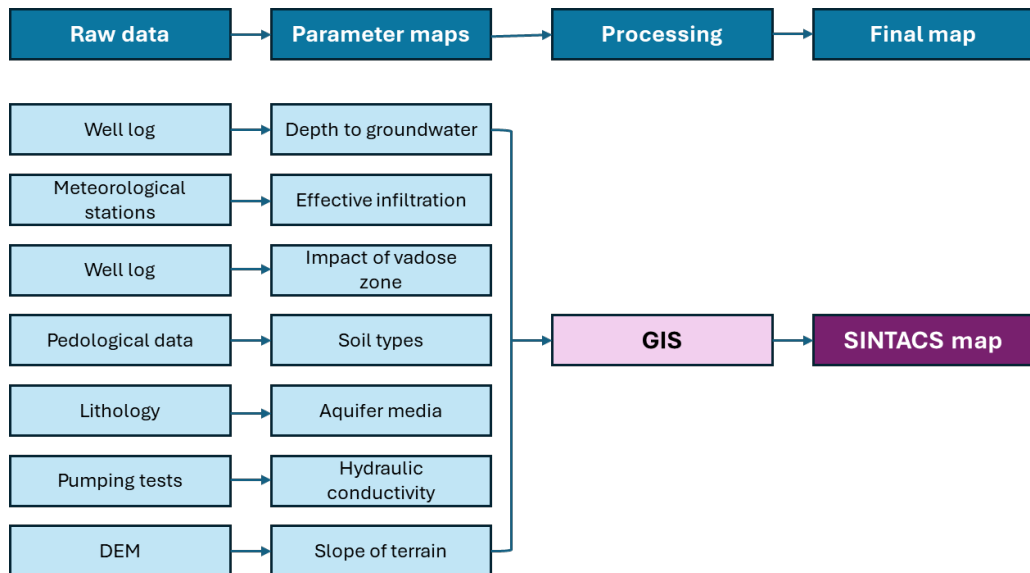 Raw data
Parameter maps
Processing
Final map
Well log
Depth to groundwater
Meteorological
stations
Effective infiltration
Well log
Impact of vadose
zone
Pedological data
Soil types
GIS
SINTACS map
Lithology
Aquifer media
Pumping tests
Hydraulic
conductivity
DEM
Slope of terrain